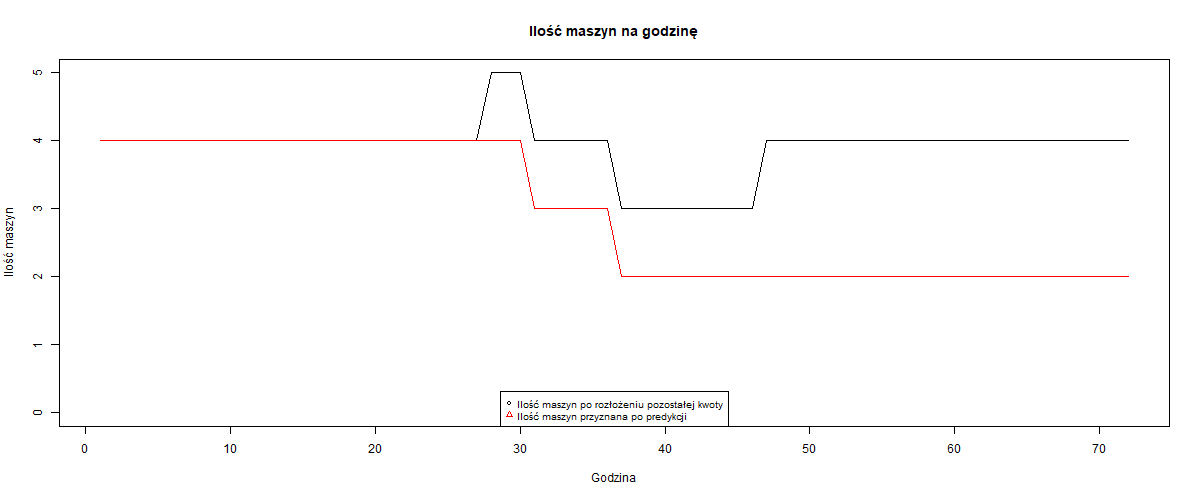 Ilość maszyn na godzinę
Ilość maszyn
5
4
3
2
1
0
Ilość maszyn po rozłożeniu pozostałej kwoty
Ilość maszyn przyznana po predykcji
0 10 20 30 40 50 60 70
Godzina